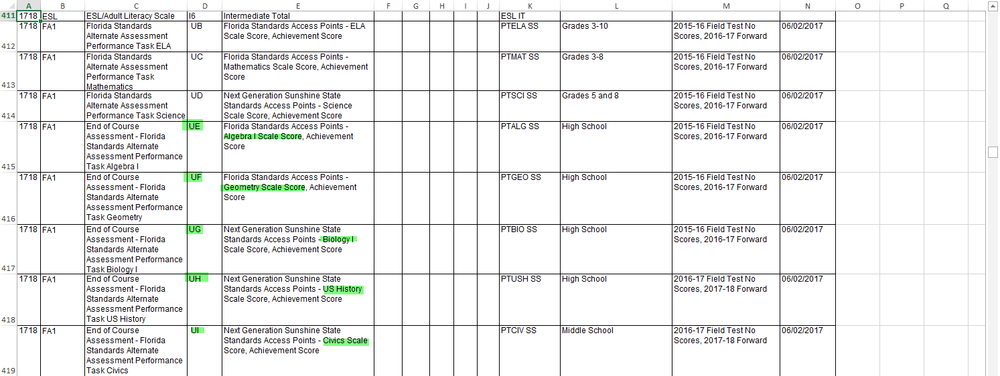 A B C D E F G H I J K L M N O P Q
411 1718 ESL ESL/Adult Literacy Scale I6 Intermediate Total ESL IT
1718 FA1 Florida Standards UB Florida Standards Access Points - ELA PTELA SS Grades 3-10 2015-16 Field Test No 06/02/2017
Alternate Assessment Scale Score, Achievement Score Scores, 2016-17 Forward
412 Performance Task ELA
1718 FA1 Florida Standards UC Florida Standards Access Points - PTMAT SS Grades 3-8 2015-16 Field Test No 06/02/2017
Alternate Assessment Mathematics Scale Score, Achievement Scores, 2016-17 Forward
Performance Task Score
413 Mathematics
1718 FA1 Florida Standards UD Next Generation Sunshine State PTSCI SS Grades 5 and 8 2015-16 Field Test No 06/02/2017
Alternate Assessment Standards Access Points - Science Scores, 2016-17 Forward
414 Performance Task Science Scale Score, Achievement Score
1718 FA1 End of Course UE Florida Standards Access Points - PTALG SS High School 2015-16 Field Test No 06/02/2017
Assessment - Florida Algebra I Scale Score, Achievement Scores, 2016-17 Forward
Standards Alternate Score
Assessment Performance
415 Task Algebra I
1718 FA1 End of Course UF Florida Standards Access Points - PTGEO SS High School 2015-16 Field Test No 06/02/2017
Assessment - Florida Geometry Scale Score, Achievement Scores, 2016-17 Forward
Standards Alternate Score
Assessment Performance
416 Task Geometry
1718 FA1 End of Course UG Next Generation Sunshine State PTBIO SS High School 2015-16 Field Test No 06/02/2017
Assessment - Florida Standards Access Points - Biology I Scores, 2016-17 Forward
Standards Alternate Scale Score, Achievement Score
Assessment Performance
417 Task Biology I
1718 FA1 End of Course UH Next Generation Sunshine State PTUSH SS High School 2016-17 Field Test No 06/02/2017
Assessment - Florida Standards Access Points - US History Scores, 2017-18 Forward
Standards Alternate Scale Score, Achievement Score
Assessment Performance
418 Task US History
1718 FA1 End of Course UI Next Generation Sunshine State PTCIV SS Middle School 2016-17 Field Test No 06/02/2017
Assessment - Florida Standards Access Points - Civics Scale Scores, 2017-18 Forward
Standards Alternate Score, Achievement Score
Assessment Performance
419 Task Civics